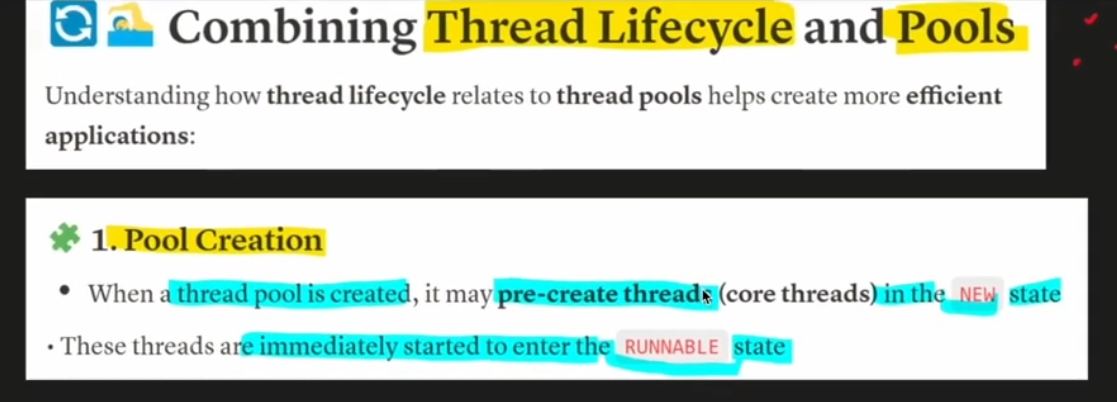 🔄🏊 Combining Thread Lifecycle and Pools
Understanding how thread lifecycle relates to thread pools helps create more efficient
applications:
🧩 1. Pool Creation
• When a thread pool is created, it may pre-create threads (core threads) in the NEW state
• These threads are immediately started to enter the RUNNABLE state